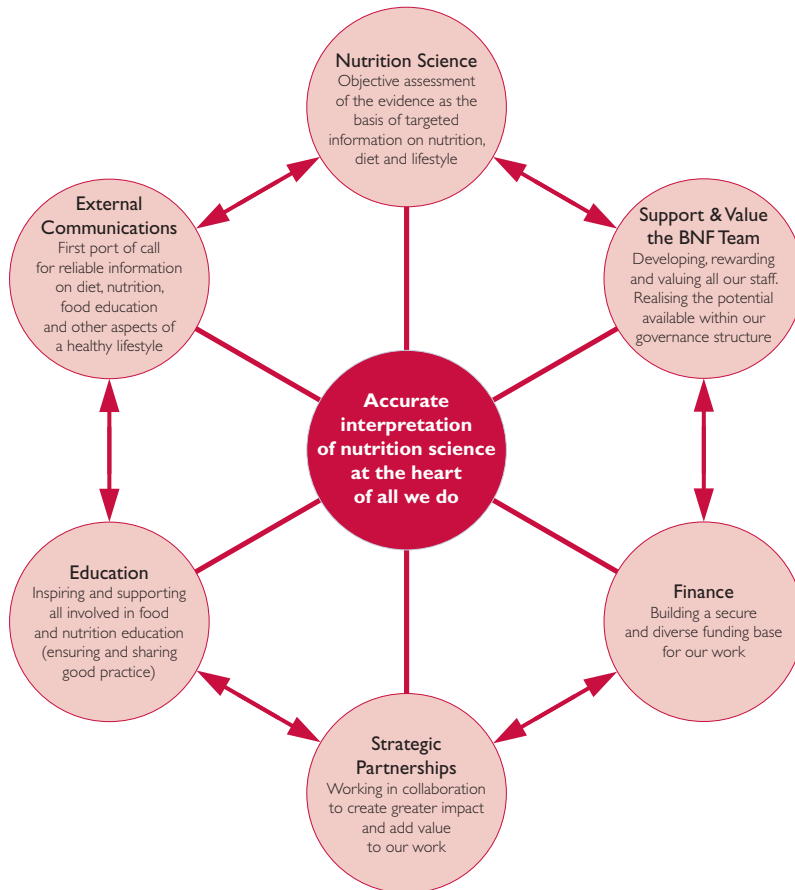 Nutrition Science
Objective assessment
of the evidence as the
basis of targeted
information on nutrition,
diet and lifestyle
External
Communications
First port of call
for reliable information
on diet, nutrition,
food education
and other aspects of
a healthy lifestyle
Support & Value
the BNF Team
Developing, rewarding
and valuing all our staff.
Realising the potential
available within our
governance structure
Accurate
interpretation
of nutrition science
at the heart
of all we do
Education
Inspiring and supporting
all involved in food
and nutrition education
(ensuring and sharing
good practice)
Finance
Building a secure
and diverse funding base
for our work
Strategic
Partnerships
Working in collaboration
to create greater impact
and add value
to our work